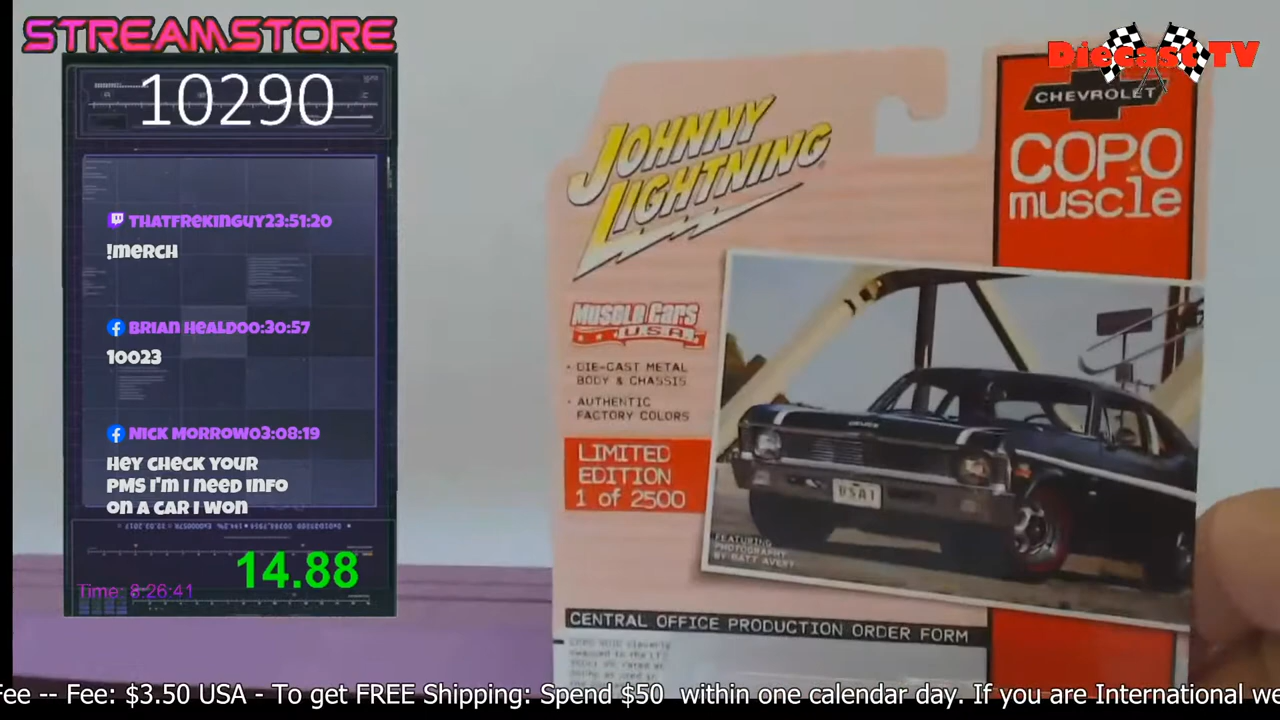 STREAMSTORE
10290
THATFREKINGUY23:51:20
!merch
Brian Heald00:30:57
10023
Nick Morrow03:08:19
Hey check your
PMs I'm I need info
on a car I won
14.88
Time: 8:26:41
Diecast TV
CHEVROLET
COPO
muscle
JOHNNY
LIGHTNING
MUSCLE CARS
U.S.A.
• DIE-CAST METAL
BODY & CHASSIS
• AUTHENTIC
FACTORY COLORS
LIMITED
EDITION
1 of 2500
USA1
FEATURING
PHOTOGRAPHY
BY MATT AVERY
CENTRAL OFFICE PRODUCTION ORDER FORM
Fee -- Fee: $3.50 USA - To get FREE Shipping: Spend $50 within one calendar day. If you are International we